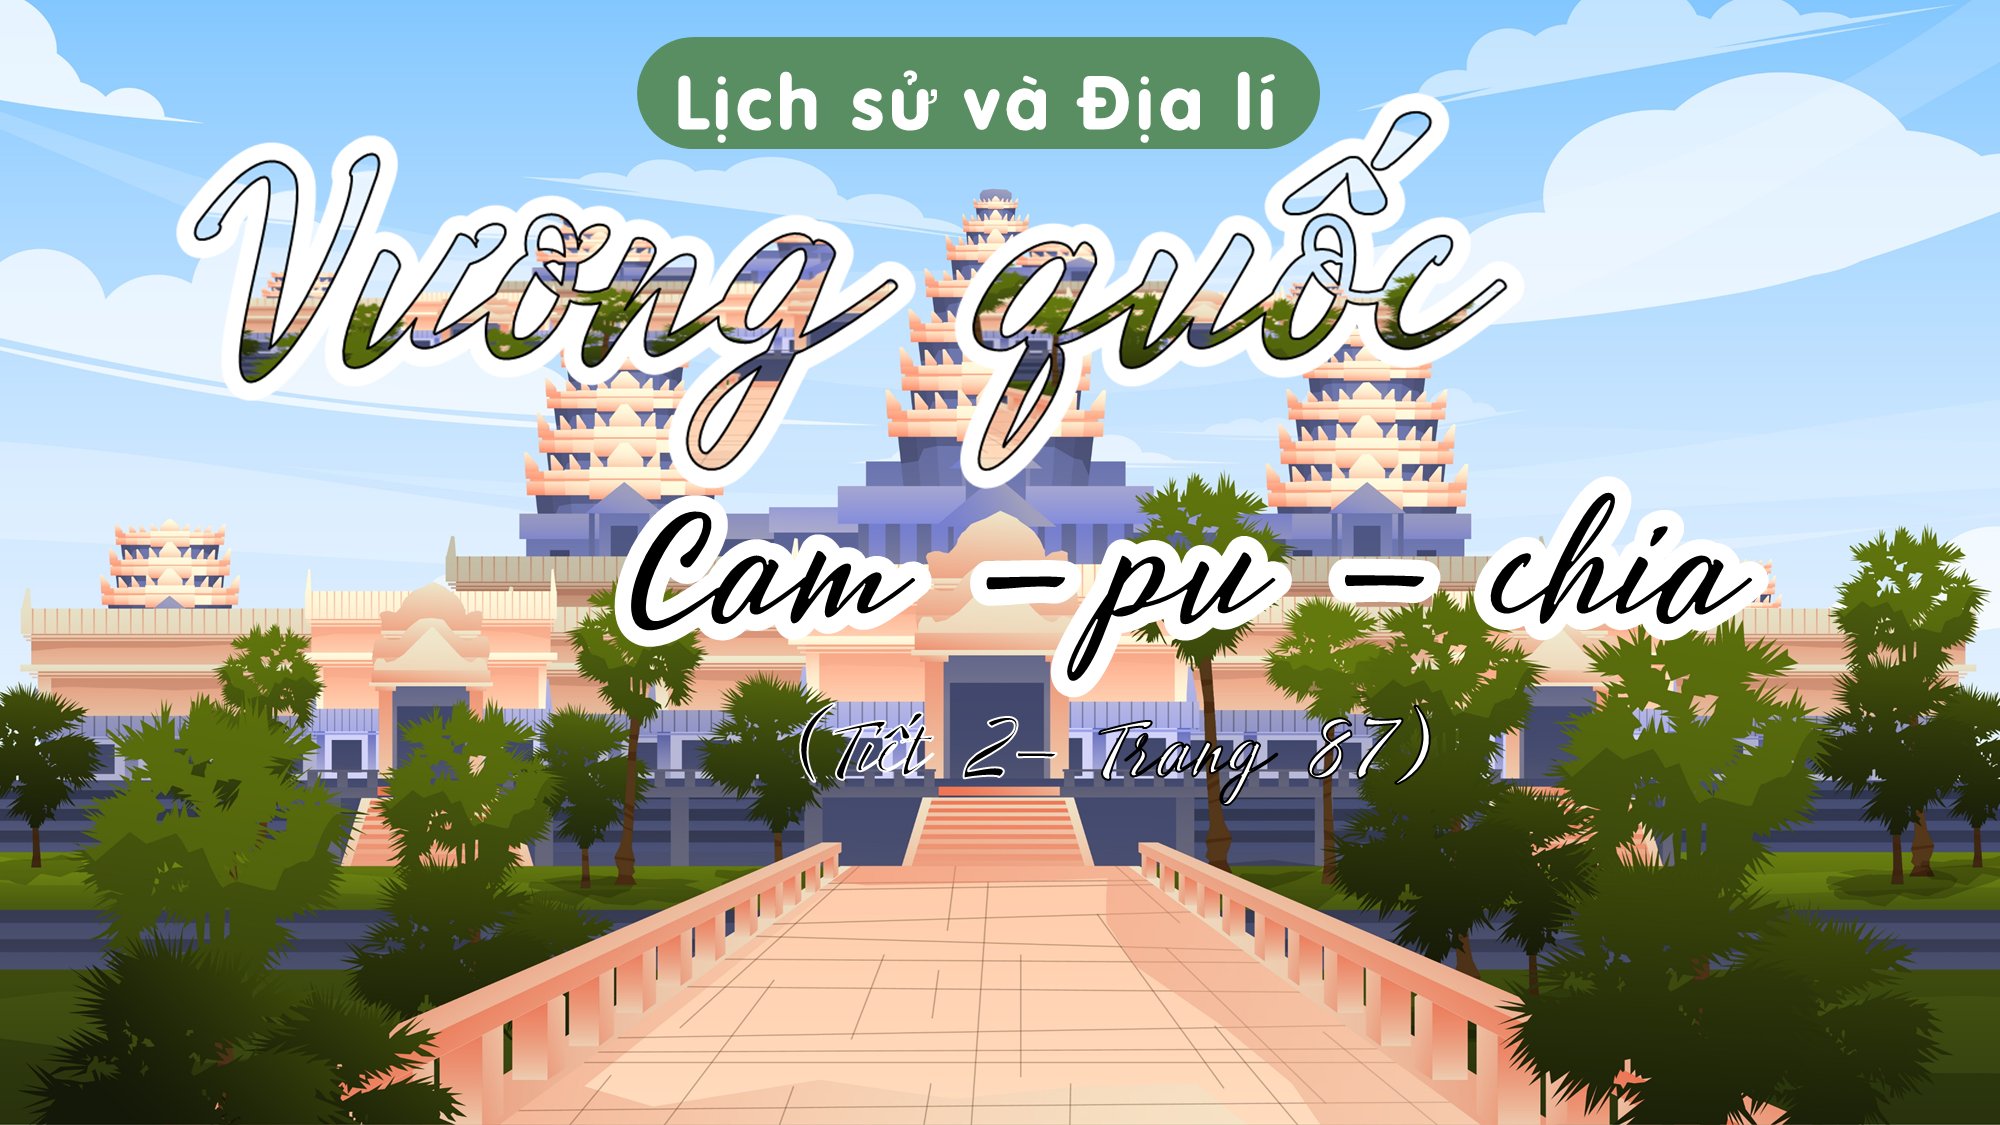 Lịch sử và Địa lí
Vương quốc
Cam - pu - chia
(Tiết 2- Trang 87)